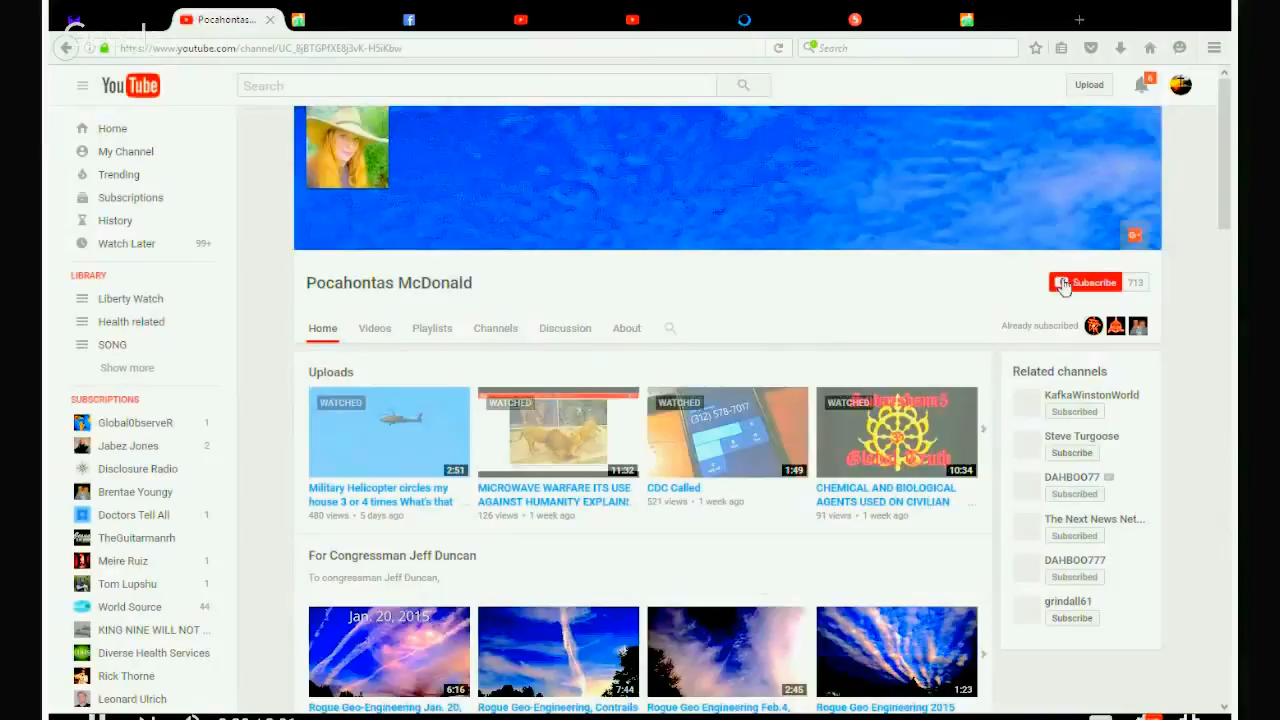 Pocahontas...
https://www.youtube.com/channel/UC_8jBTGPfXE8j3vK-H5iKbw
Search
YouTube
Search
Upload
6
Home
My Channel
Trending
Subscriptions
History
Watch Later 99+
LIBRARY
Liberty Watch
Health related
SONG
Show more
SUBSCRIPTIONS
Global0bserveR 1
Jabez Jones 2
Disclosure Radio
Brentae Youngy
Doctors Tell All 1
TheGuitarmanrh
Meire Ruiz 1
Tom Lupshu 1
World Source 44
KING NINE WILL NOT ...
Diverse Health Services
Rick Thorne
Leonard Ulrich
Pocahontas McDonald
Subscribe 713
Home Videos Playlists Channels Discussion About
Already subscribed
Uploads
WATCHED
2:51
Military Helicopter circles my
house 3 or 4 times What's that
480 views • 5 days ago
WATCHED
11:32
MICROWAVE WARFARE ITS USE
AGAINST HUMANITY EXPLAIN:
126 views • 1 week ago
WATCHED
(312) 578-7017
1:49
CDC Called
521 views • 1 week ago
WATCHED
10:34
CHEMICAL AND BIOLOGICAL
AGENTS USED ON CIVILIAN ...
91 views • 1 week ago
For Congressman Jeff Duncan
To congressman Jeff Duncan,
Jan. 20, 2015
6:16
Rogue Geo-Engineering Jan. 20,
7:44
Rogue Geo-Engineering, Contrails
2:45
Rogue Geo-Engineering Feb.4,
1:23
Rogue Geo-Engineering 2015
Related channels
KafkaWinstonWorld
Subscribed
Steve Turgoose
Subscribe
DAHBOO77
Subscribed
The Next News Net...
Subscribed
DAHBOO777
Subscribed
grindall61
Subscribe